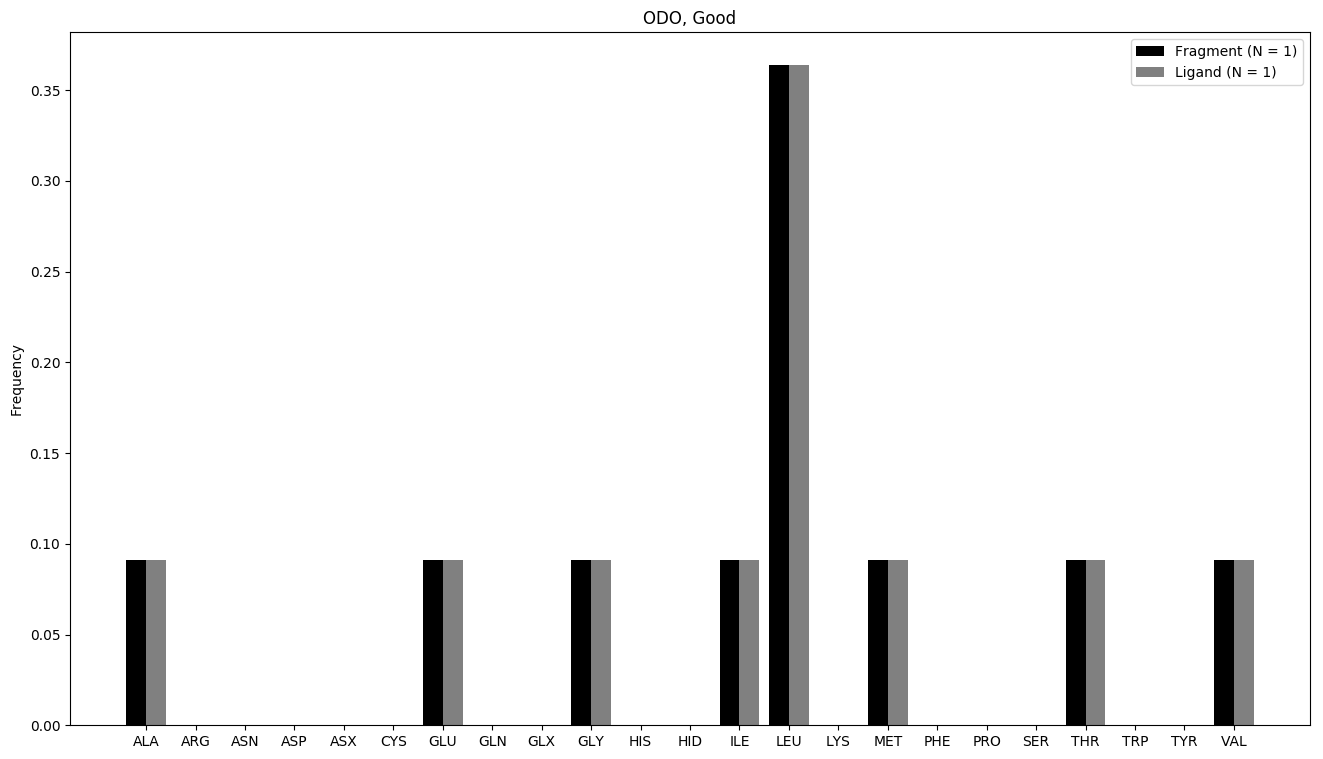 ODO, Good
Fragment (N = 1)
Ligand (N = 1)
Frequency
0.35
0.30
0.25
0.20
0.15
0.10
0.05
0.00
ALA ARG ASN ASP ASX CYS GLU GLN GLX GLY HIS HID ILE LEU LYS MET PHE PRO SER THR TRP TYR VAL